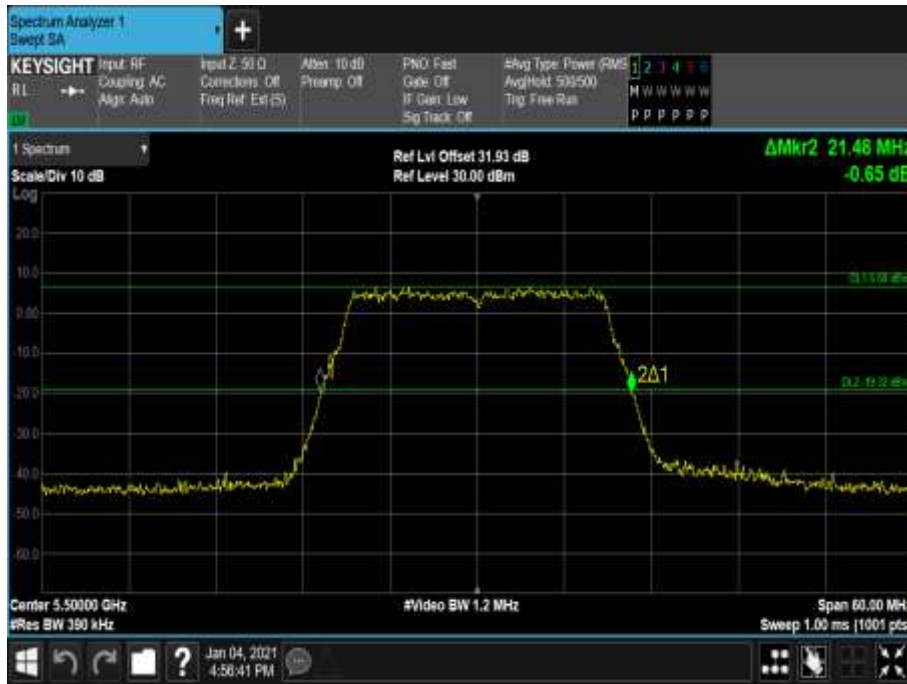 Spectrum Analyzer 1
Swept SA
+
KEYSIGHT Input: RF Input Z: 50 Ω Atten: 10 dB PNO: Fast #Avg Type: Power (RMS 1 2 3 4 5 6
RL Coupling: AC Corrections: Off Preamp: Off Gate: Off Avg|Hold: 500/500 M W W W W W
Align: Auto Freq Ref: Ext (S) IF Gain: Low Trig: Free Run
Sig Track: Off P P P P P P
1 Spectrum Ref Lvl Offset 31.93 dB ΔMkr2 21.48 MHz
Scale/Div 10 dB Ref Level 30.00 dBm -0.65 dB
Log
20.0
10.0
0.00
-10.0
2Δ1
-20.0
-30.0
-40.0
-50.0
-60.0
Center 5.50000 GHz #Video BW 1.2 MHz Span 60.00 MHz
#Res BW 390 kHz Sweep 1.00 ms (1001 pts
? Jan 04, 2021
4:56:41 PM